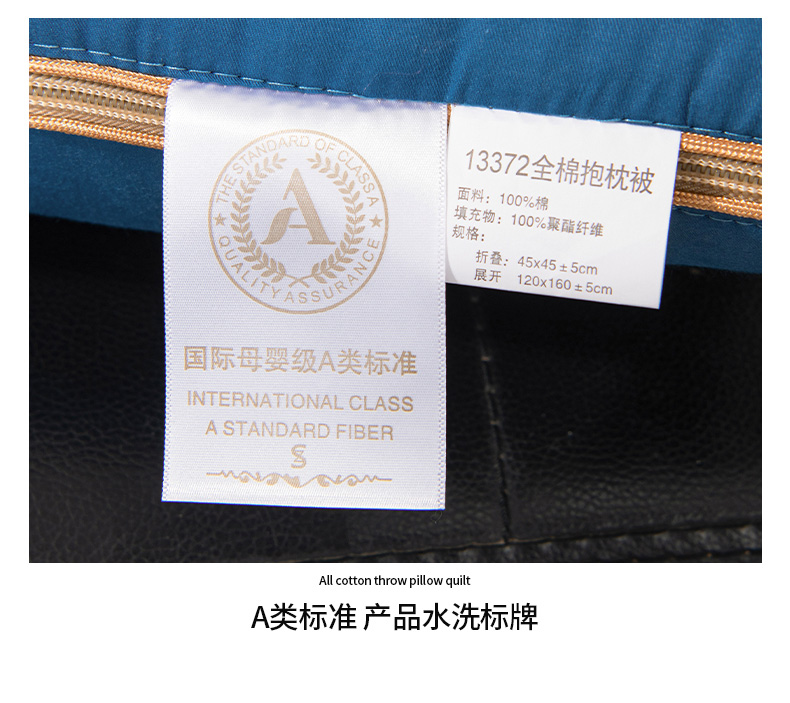 THE STANDARD OF CLASS A
A
QUALITY ASSURANCE
国际母婴级A类标准
INTERNATIONAL CLASS
A STANDARD FIBER
13372全棉抱枕被
面料：100%棉
填充物：100%聚酯纤维
规格：
折叠：45x45±5cm
展开 120x160±5cm
All cotton throw pillow quilt
A类标准 产品水洗标牌